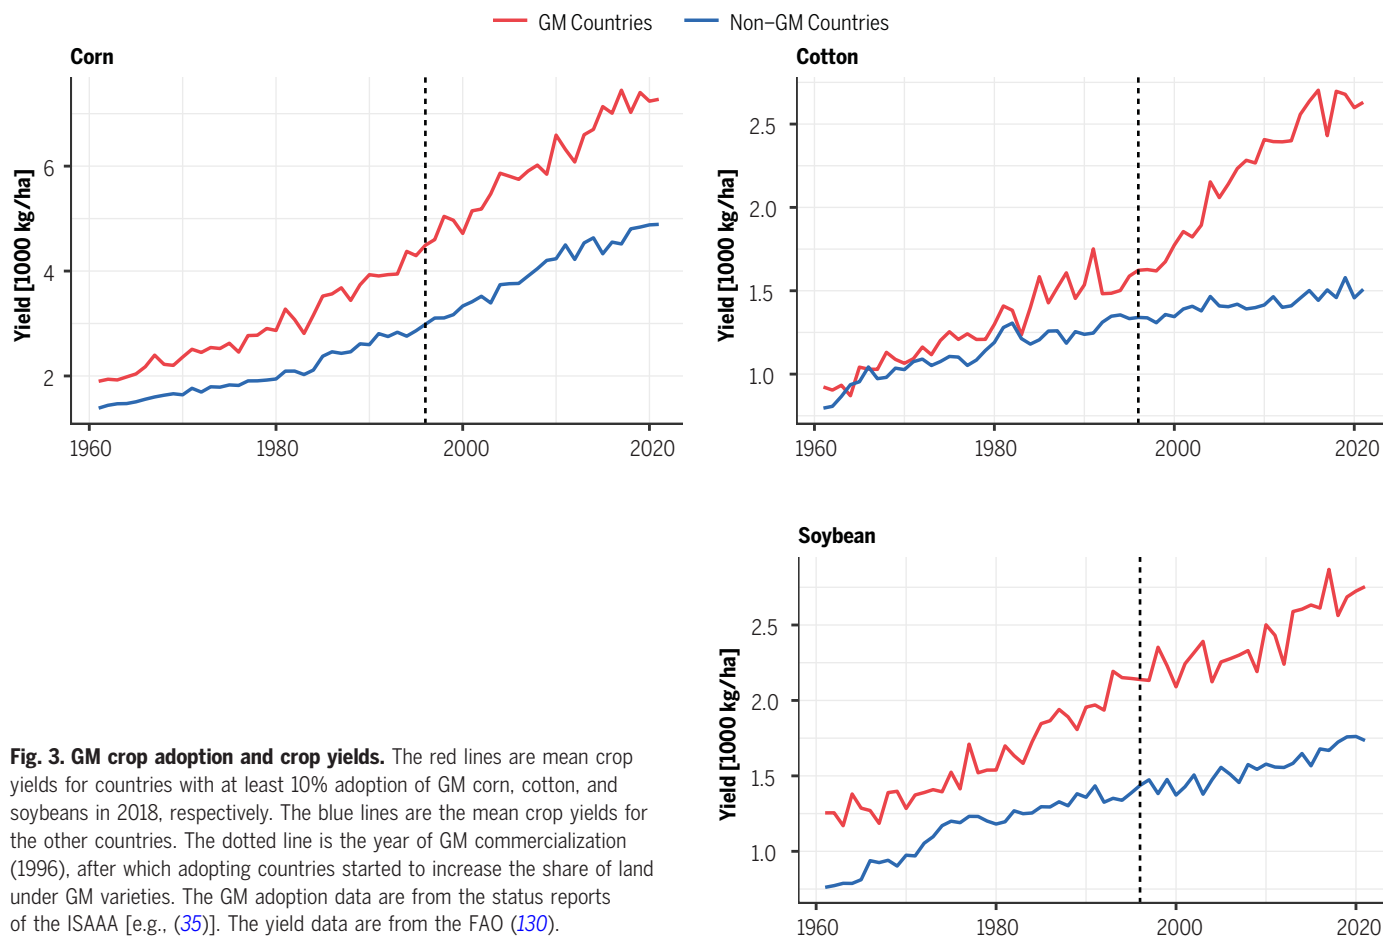 GM Countries
Non–GM Countries
Corn
Yield [1000 kg/ha]
6
4
2
1960
1980
2000
2020
Cotton
Yield [1000 kg/ha]
2.5
2.0
1.5
1.0
1960
1980
2000
2020
Soybean
Yield [1000 kg/ha]
2.5
2.0
1.5
1.0
1960
1980
2000
2020
Fig. 3. GM crop adoption and crop yields. The red lines are mean crop
yields for countries with at least 10% adoption of GM corn, cotton, and
soybeans in 2018, respectively. The blue lines are the mean crop yields for
the other countries. The dotted line is the year of GM commercialization
(1996), after which adopting countries started to increase the share of land
under GM varieties. The GM adoption data are from the status reports
of the ISAAA [e.g., (35)]. The yield data are from the FAO (130).